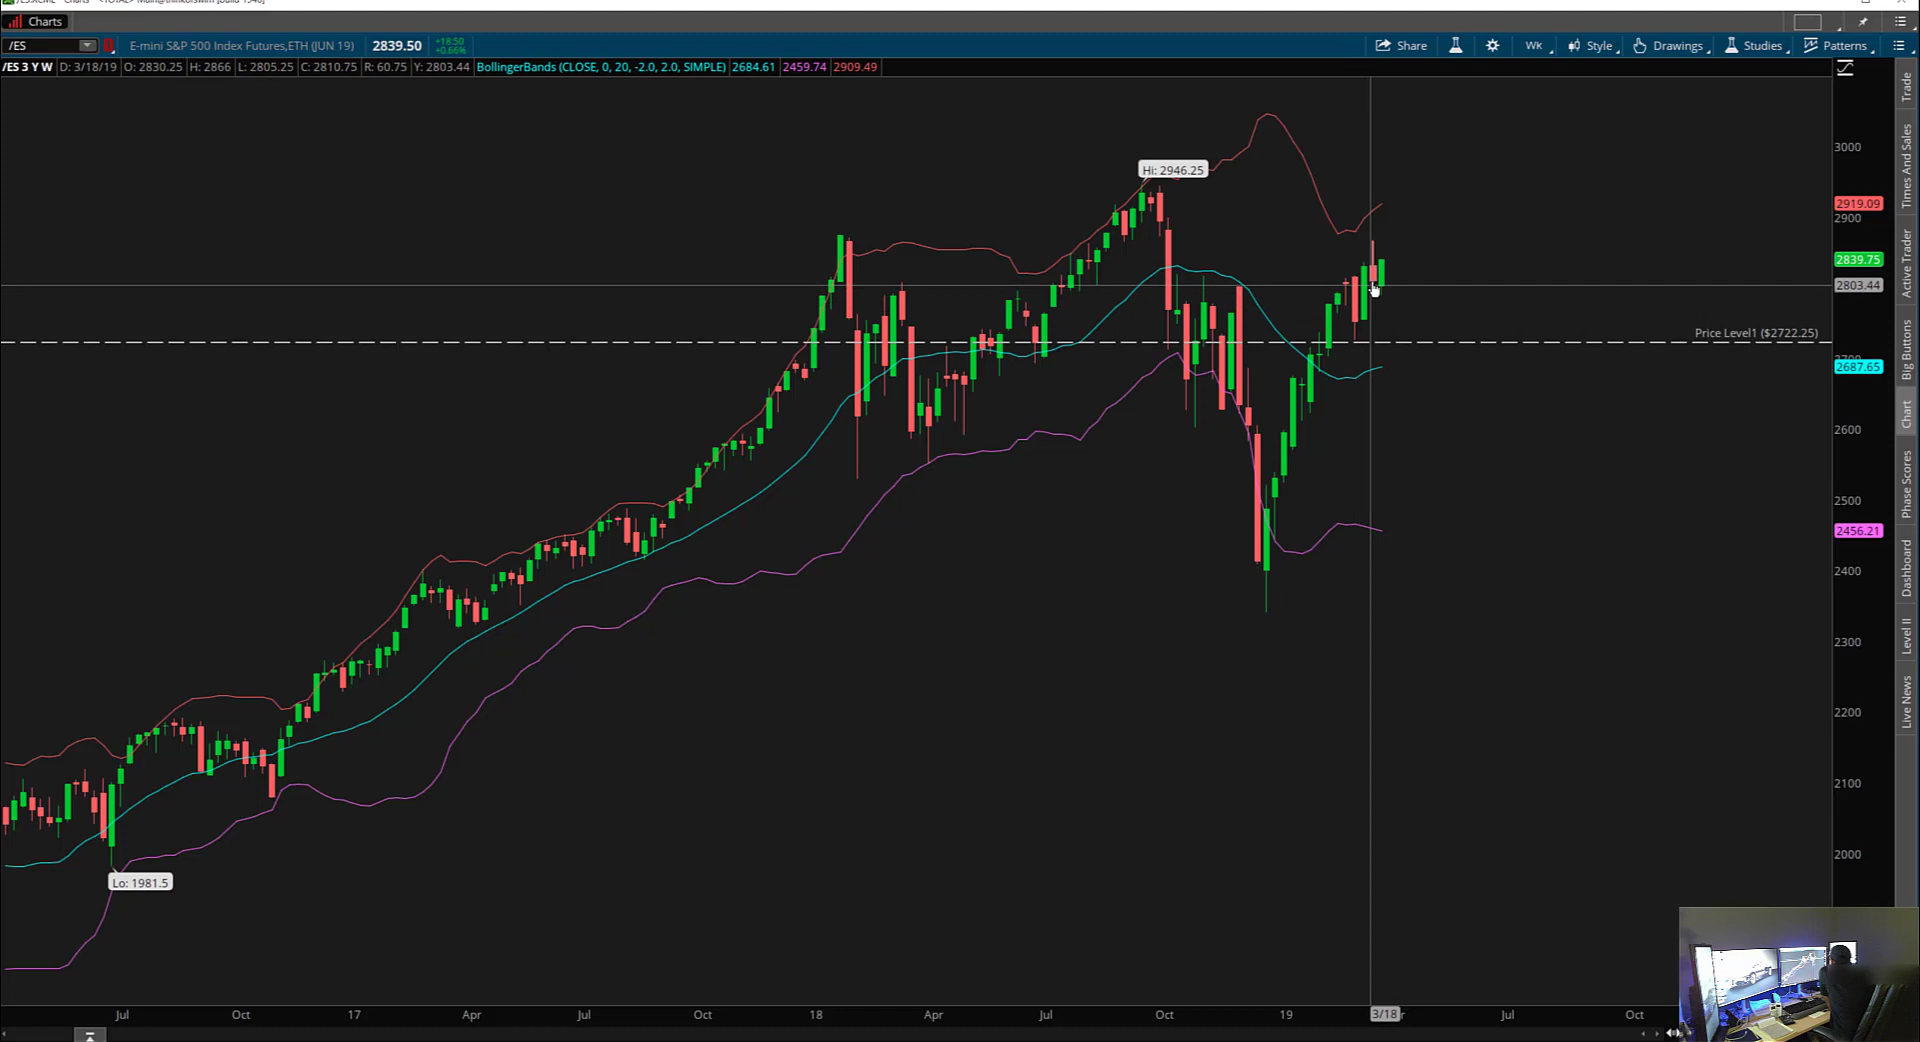 Charts
/ES E-mini S&P 500 Index Futures,ETH (JUN 19) 2839.50 +18.50 +0.66% Share Wk Style Drawings Studies Patterns
/ES 3 Y W D: 3/18/19 O: 2830.25 H: 2866 L: 2805.25 C: 2810.75 R: 60.75 Y: 2803.44 BollingerBands (CLOSE, 0, 20, -2.0, 2.0, SIMPLE) 2684.61 2459.74 2909.49
Hi: 2946.25
Price Level1 ($2722.25)
Lo: 1981.5
3000
2919.09
2900
2839.75
2803.44
2687.65
2600
2500
2456.21
2400
2300
2200
2100
2000
Jul Oct 17 Apr Jul Oct 18 Apr Jul Oct 19 3/18 Jul Oct
Trade
Times And Sales
Active Trader
Big Buttons
Chart
Phase Scores
Dashboard
Level II
Live News